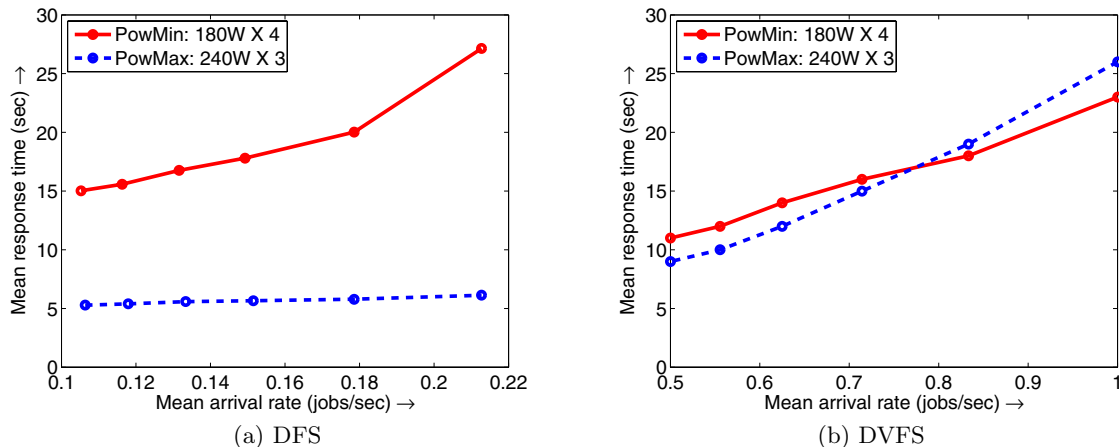 30
25
20
15
10
5
0
Mean response time (sec) →
PowMin: 180W X 4
PowMax: 240W X 3
0.1 0.12 0.14 0.16 0.18 0.2 0.22
Mean arrival rate (jobs/sec) →
(a) DFS
30
25
20
15
10
5
0
Mean response time (sec) →
PowMin: 180W X 4
PowMax: 240W X 3
0.5 0.6 0.7 0.8 0.9 1
Mean arrival rate (jobs/sec) →
(b) DVFS